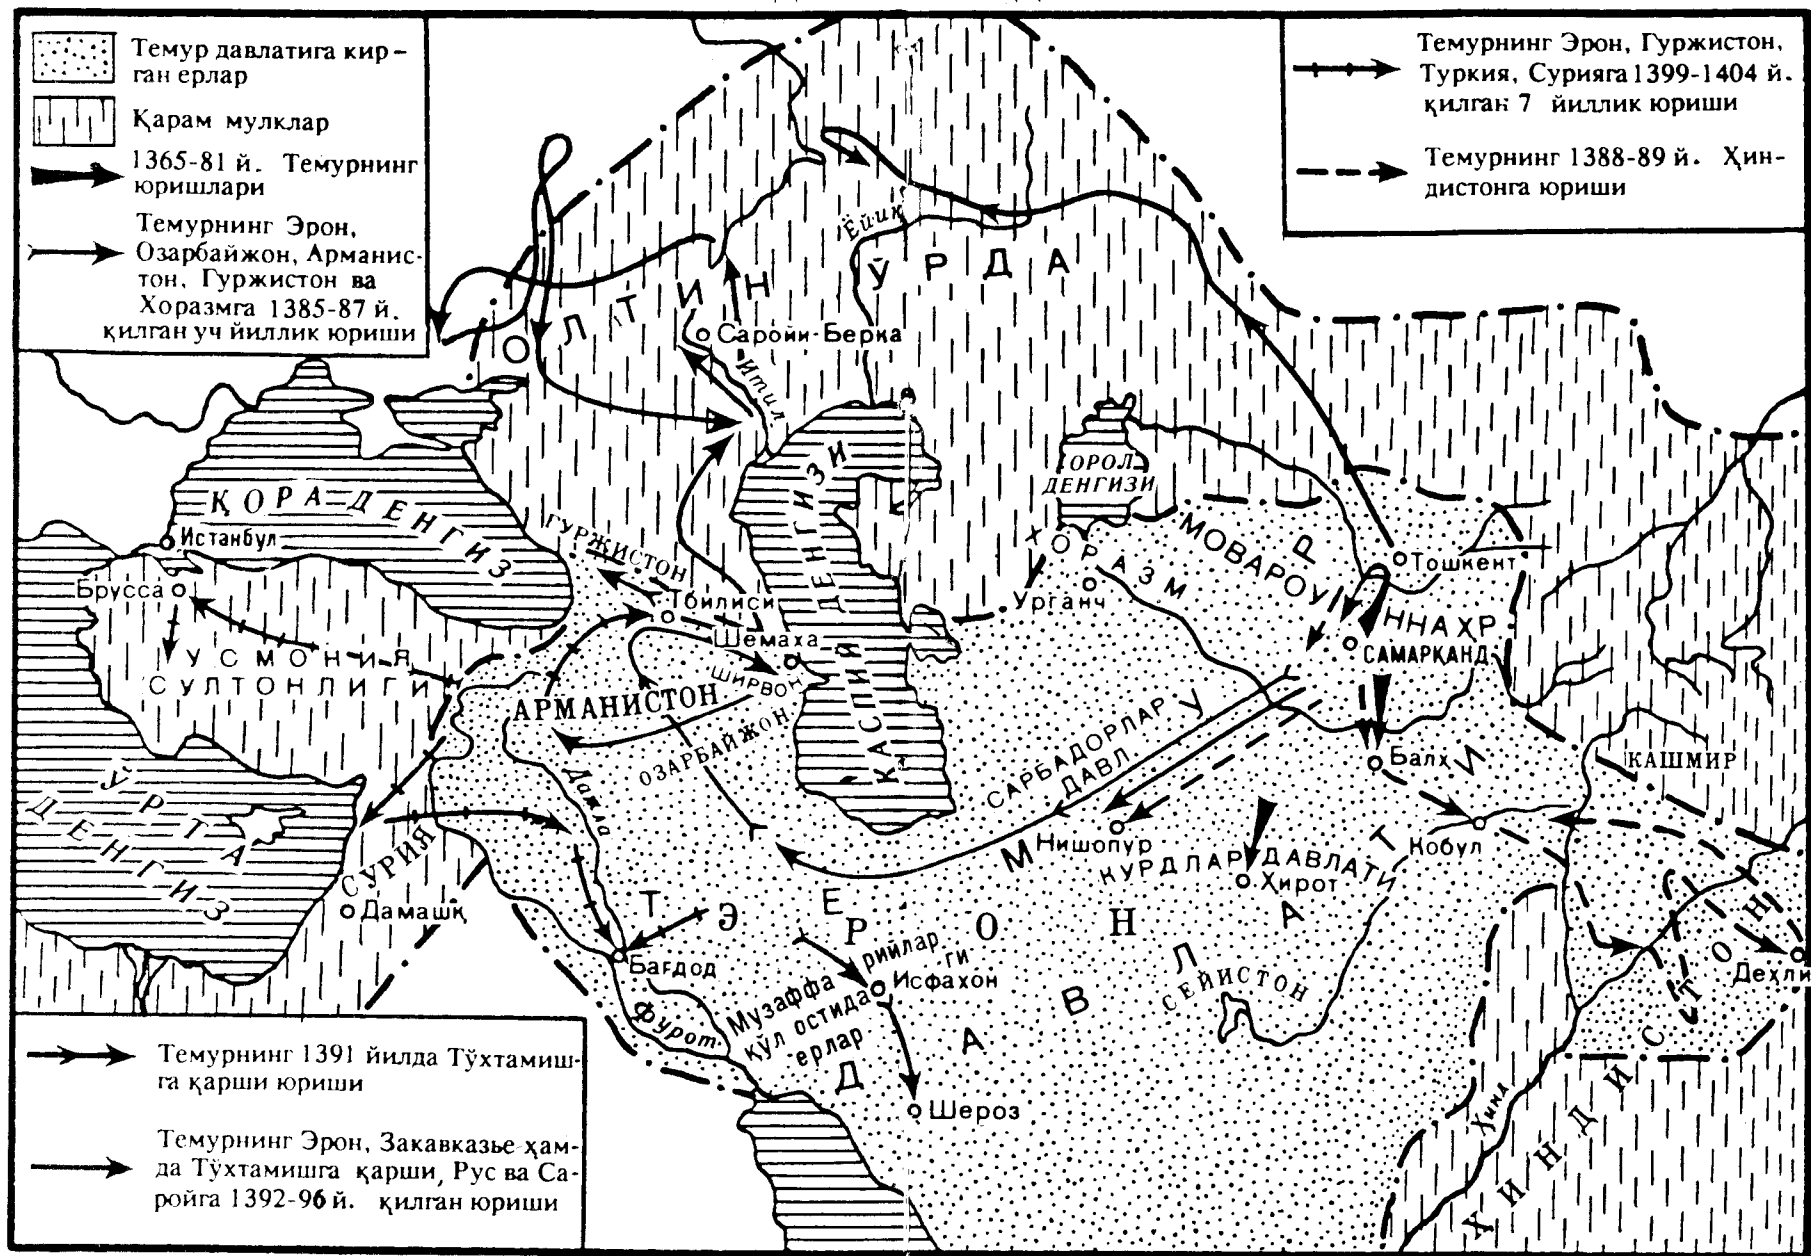 Темур давлатига кир-
ган ерлар
Қарам мулклар
1365-81 й. Темурнинг
юришлари
Темурнинг Эрон,
Озарбайжон, Арманис-
тон, Гуржистон ва
Хоразмга 1385-87 й.
қилган уч йиллик юриши
Темурнинг Эрон, Гуржистон,
Туркия, Сурияга 1399-1404 й.
қилган 7 йиллик юриши
Темурнинг 1388-89 й. Ҳин-
дистонга юриши
ОЛТИН ЎРДА
Ёйиқ
Саройи-Берка
Итил
ҚОРА ДЕНГИЗ
Истанбул
Брусса
УСМОНИЯ
СУЛТОНЛИГИ
ГУРЖИСТОН
Тбилиси
Шемаха
ШИРВОН
АРМАНИСТОН
ОЗАРБАЙЖОН
КАСПИЙ ДЕНГИЗИ
ОРОЛ
ДЕНГИЗИ
ХОРАЗМ
Урганч
МОВАРОУННАҲР
Тошкент
САМАРҚАНД
Балҳ
КАШМИР
САРБАДОРЛАР
ДАВЛ.
Нишопур
КУРДЛАР ДАВЛАТИ
Ҳирот
Кобул
ЎРТА
ДЕНГИЗ
СУРИЯ
Дамашқ
Дажла
Бағдод
Фурот
ТЕМУР
ДАВЛАТИ
ЭРОН
Музаффарийлар
қўл остидаги
ерлар
Исфахон
Шероз
СЕЙИСТОН
Деҳли
Ҳинд
ҲИНДИСТОН
Темурнинг 1391 йилда Тўхтамиш-
га қарши юриши
Темурнинг Эрон, Закавказье ҳам-
да Тўхтамишга қарши, Рус ва Са-
ройга 1392-96 й. қилган юриши